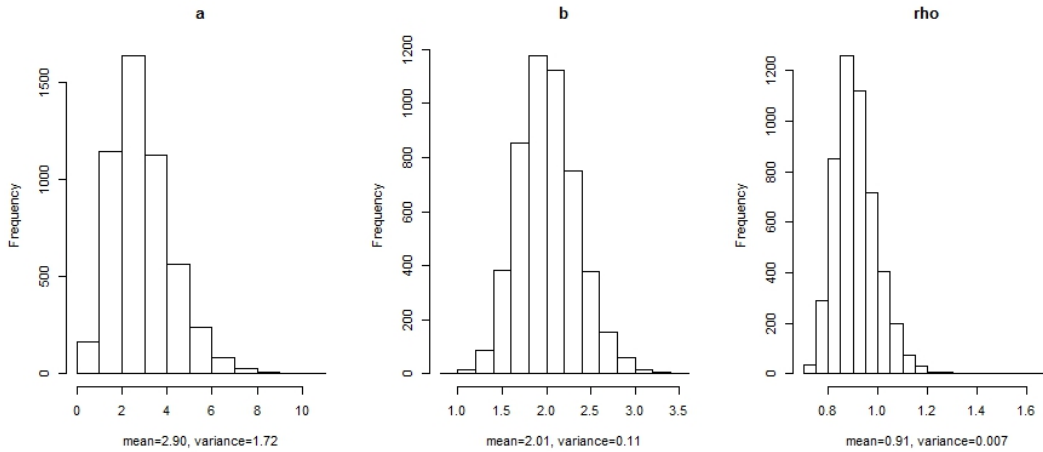 a
Frequency
0
500
1000
1500
0 2 4 6 8 10
mean=2.90, variance=1.72
b
Frequency
0
200
400
600
800
1000
1200
1.0 1.5 2.0 2.5 3.0 3.5
mean=2.01, variance=0.11
rho
Frequency
0
200
400
600
800
1000
1200
0.8 1.0 1.2 1.4 1.6
mean=0.91, variance=0.007